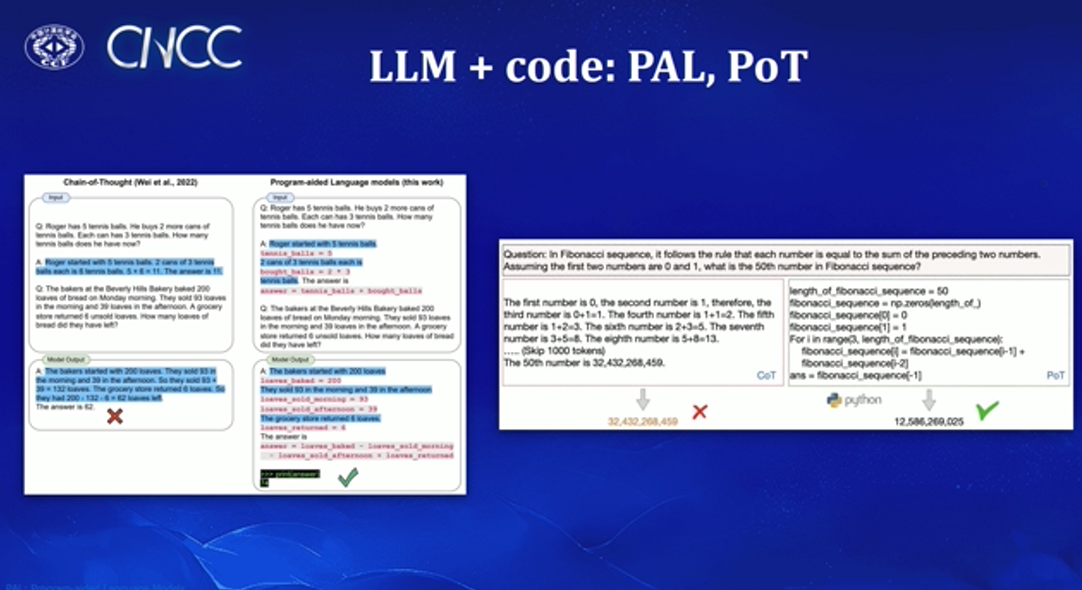 CNCC
LLM + code: PAL, PoT
Chain-of-Thought (Wei et al., 2022)
Input
Q: Roger has 5 tennis balls. He buys 2 more cans of
tennis balls. Each can has 3 tennis balls. How many
tennis balls does he have now?
A: Roger started with 5 tennis balls. 2 cans of 3 tennis
balls each is 6 tennis balls. 5 + 6 = 11. The answer is 11.
Q: The bakers at the Beverly Hills Bakery baked 200
loaves of bread on Monday morning. They sold 93 loaves
in the morning and 39 loaves in the afternoon. A grocery
store returned 6 unsold loaves. How many loaves of
bread did they have left?
Model Output
A: The bakers started with 200 loaves. They sold 93 in
the morning and 39 in the afternoon. So they sold 93 +
39 = 132 loaves. The grocery store returned 6 loaves. So
they had 200 - 132 - 6 = 62 loaves left.
The answer is 62.
Program-aided Language models (this work)
Input
Q: Roger has 5 tennis balls. He buys 2 more cans of
tennis balls. Each can has 3 tennis balls. How many
tennis balls does he have now?
A: Roger started with 5 tennis balls.
tennis_balls = 5
2 cans of 3 tennis balls each is
bought_balls = 2 * 3
tennis balls. The answer is
answer = tennis_balls + bought_balls
Q: The bakers at the Beverly Hills Bakery baked 200
loaves of bread on Monday morning. They sold 93 loaves
in the morning and 39 loaves in the afternoon. A grocery
store returned 6 unsold loaves. How many loaves of bread
did they have left?
Model Output
A: The bakers started with 200 loaves
loaves_baked = 200
They sold 93 in the morning and 39 in the afternoon
loaves_sold_morning = 93
loaves_sold_afternoon = 39
The grocery store returned 6 loaves.
loaves_returned = 6
The answer is
answer = loaves_baked - loaves_sold_morning
- loaves_sold_afternoon + loaves_returned
>>> print(answer)
74
Question: In Fibonacci sequence, it follows the rule that each number is equal to the sum of the preceding two numbers.
Assuming the first two numbers are 0 and 1, what is the 50th number in Fibonacci sequence?
The first number is 0, the second number is 1, therefore, the
third number is 0+1=1. The fourth number is 1+1=2. The fifth
number is 1+2=3. The sixth number is 2+3=5. The seventh
number is 3+5=8. The eighth number is 5+8=13.
..... (Skip 1000 tokens)
The 50th number is 32,432,268,459.
CoT
32,432,268,459
length_of_fibonacci_sequence = 50
fibonacci_sequence = np.zeros(length_of_)
fibonacci_sequence[0] = 0
fibonacci_sequence[1] = 1
For i in range(3, length_of_fibonacci_sequence):
fibonacci_sequence[i] = fibonacci_sequence[i-1] +
fibonacci_sequence[i-2]
ans = fibonacci_sequence[-1]
PoT
python
12,586,269,025
PAL: Program-aided Language Models